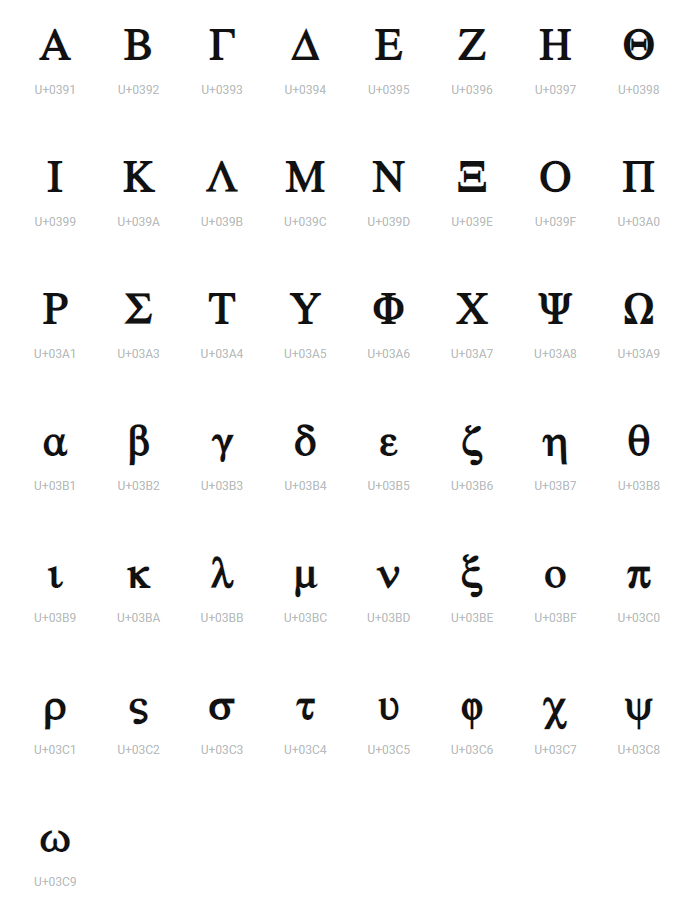 Α Β Γ Δ Ε Ζ Η Θ
U+0391 U+0392 U+0393 U+0394 U+0395 U+0396 U+0397 U+0398
Ι Κ Λ Μ Ν Ξ Ο Π
U+0399 U+039A U+039B U+039C U+039D U+039E U+039F U+03A0
Ρ Σ Τ Υ Φ Χ Ψ Ω
U+03A1 U+03A3 U+03A4 U+03A5 U+03A6 U+03A7 U+03A8 U+03A9
α β γ δ ε ζ η θ
U+03B1 U+03B2 U+03B3 U+03B4 U+03B5 U+03B6 U+03B7 U+03B8
ι κ λ μ ν ξ ο π
U+03B9 U+03BA U+03BB U+03BC U+03BD U+03BE U+03BF U+03C0
ρ ς σ τ υ φ χ ψ
U+03C1 U+03C2 U+03C3 U+03C4 U+03C5 U+03C6 U+03C7 U+03C8
ω
U+03C9